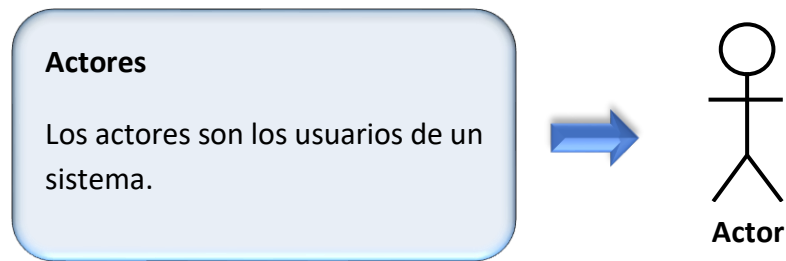 Actores
Los actores son los usuarios de un
sistema.
Actor